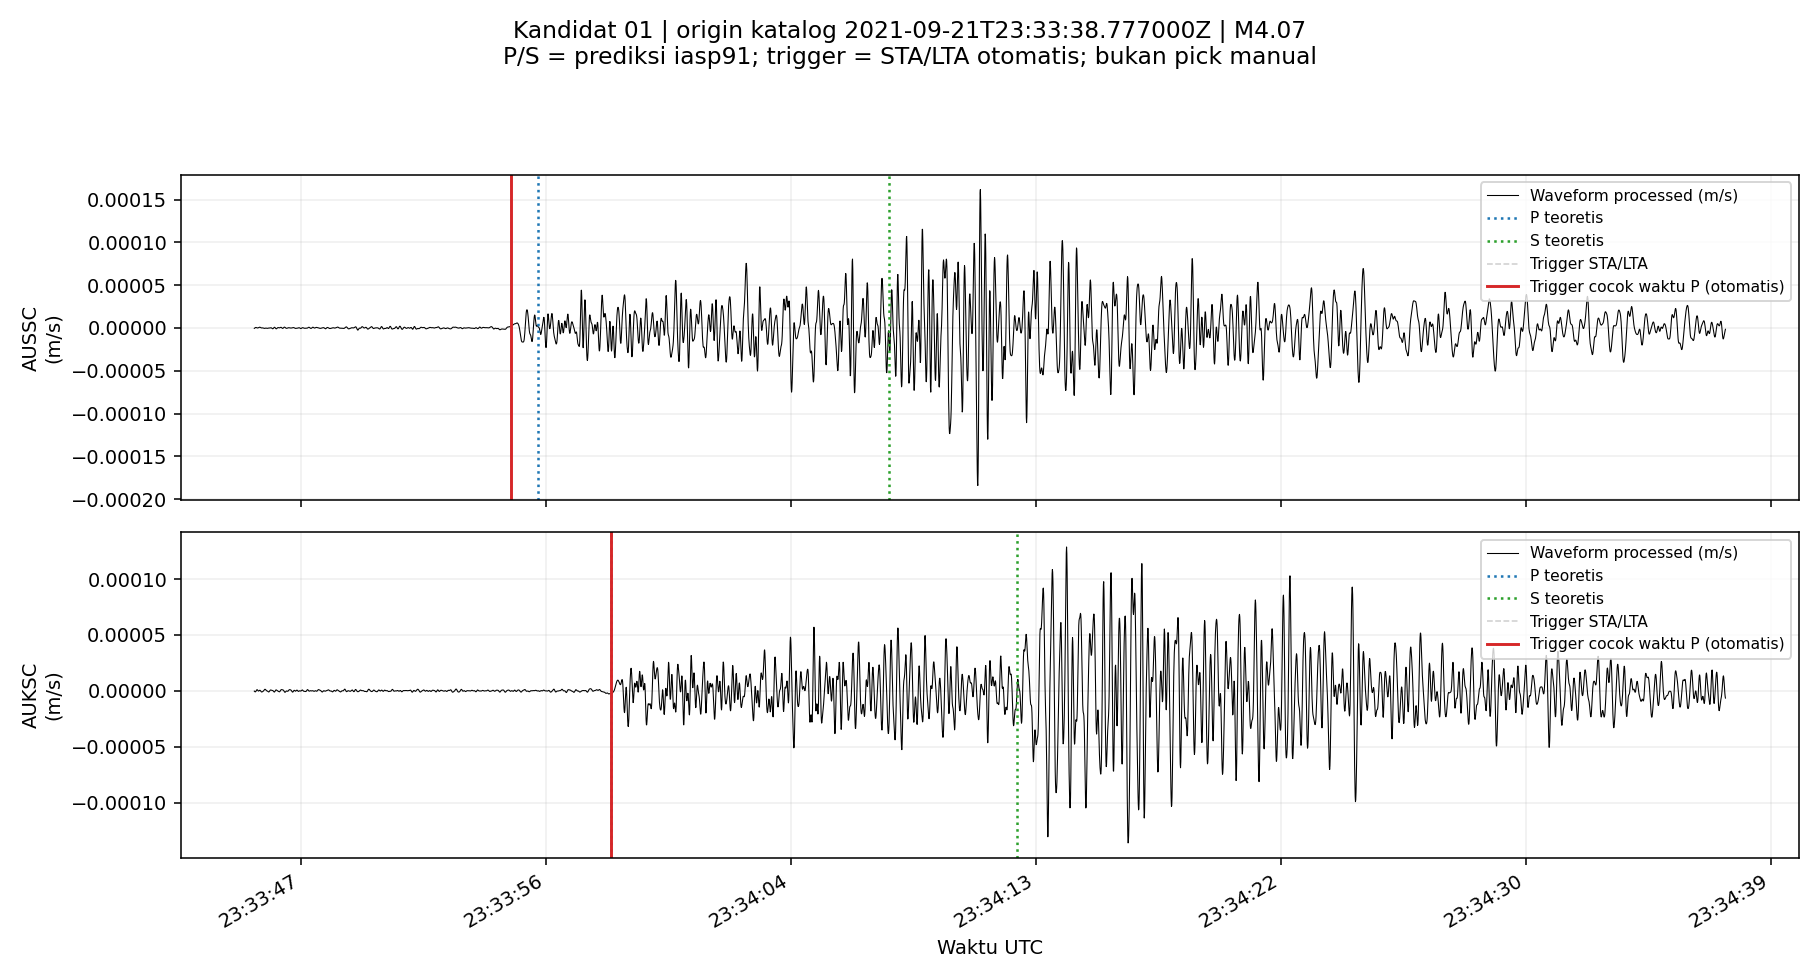 Kandidat 01 | origin katalog 2021-09-21T23:33:38.777000Z | M4.07
P/S = prediksi iasp91; trigger = STA/LTA otomatis; bukan pick manual
AUSSC
(m/s)
0.00015
0.00010
0.00005
0.00000
−0.00005
−0.00010
−0.00015
−0.00020
Waveform processed (m/s)
P teoretis
S teoretis
Trigger STA/LTA
Trigger cocok waktu P (otomatis)
AUKSC
(m/s)
0.00010
0.00005
0.00000
−0.00005
−0.00010
Waveform processed (m/s)
P teoretis
S teoretis
Trigger STA/LTA
Trigger cocok waktu P (otomatis)
23:33:47
23:33:56
23:34:04
23:34:13
23:34:22
23:34:30
23:34:39
Waktu UTC